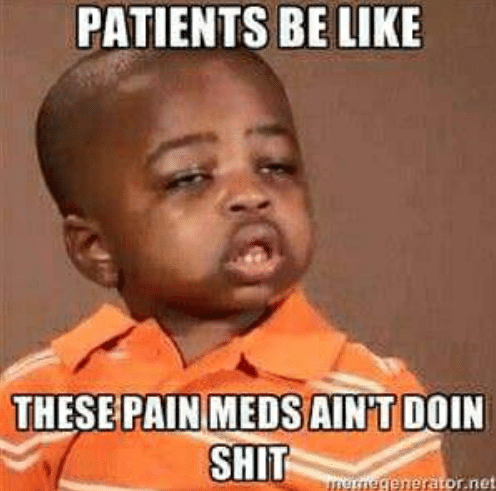 PATIENTS BE LIKE
THESE PAIN MEDS AIN'T DOIN
SHIT
memegenerator.net